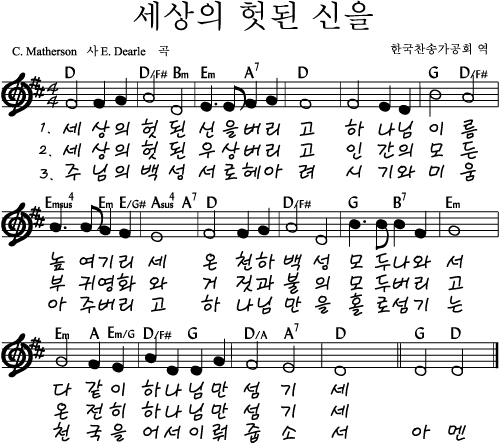 세상의 헛된 신을
C. Matherson 사 E. Dearle 곡 한국찬송가공회 역
D D/F# Bm Em A7 D G D/F#
4 4
1. 세 상의 헛 된 신 을버리 고 하 나님 이 름
2. 세 상의 헛 된 우 상버리 고 인 간의 모 든
3. 주 님의 백 성 서 로헤아 려 시 기와 미 움
Emsus4 Em E/G# Asus4 A7 D D/F# G B7 Em
높 여기리 세 온 천하 백 성 모 두나와 서
부 귀영화 와 거 짓과 불 의 모두버리 고
아 주버리 고 하 나님 만 을 홀로섬기 는
Em A Em/G D/F# G D/A A7 D G D
다 같이 하나님만 섬 기 세
온 전히 하나님만 섬 기 세
천 국을 어서이뤄 줍 소 서 아 멘